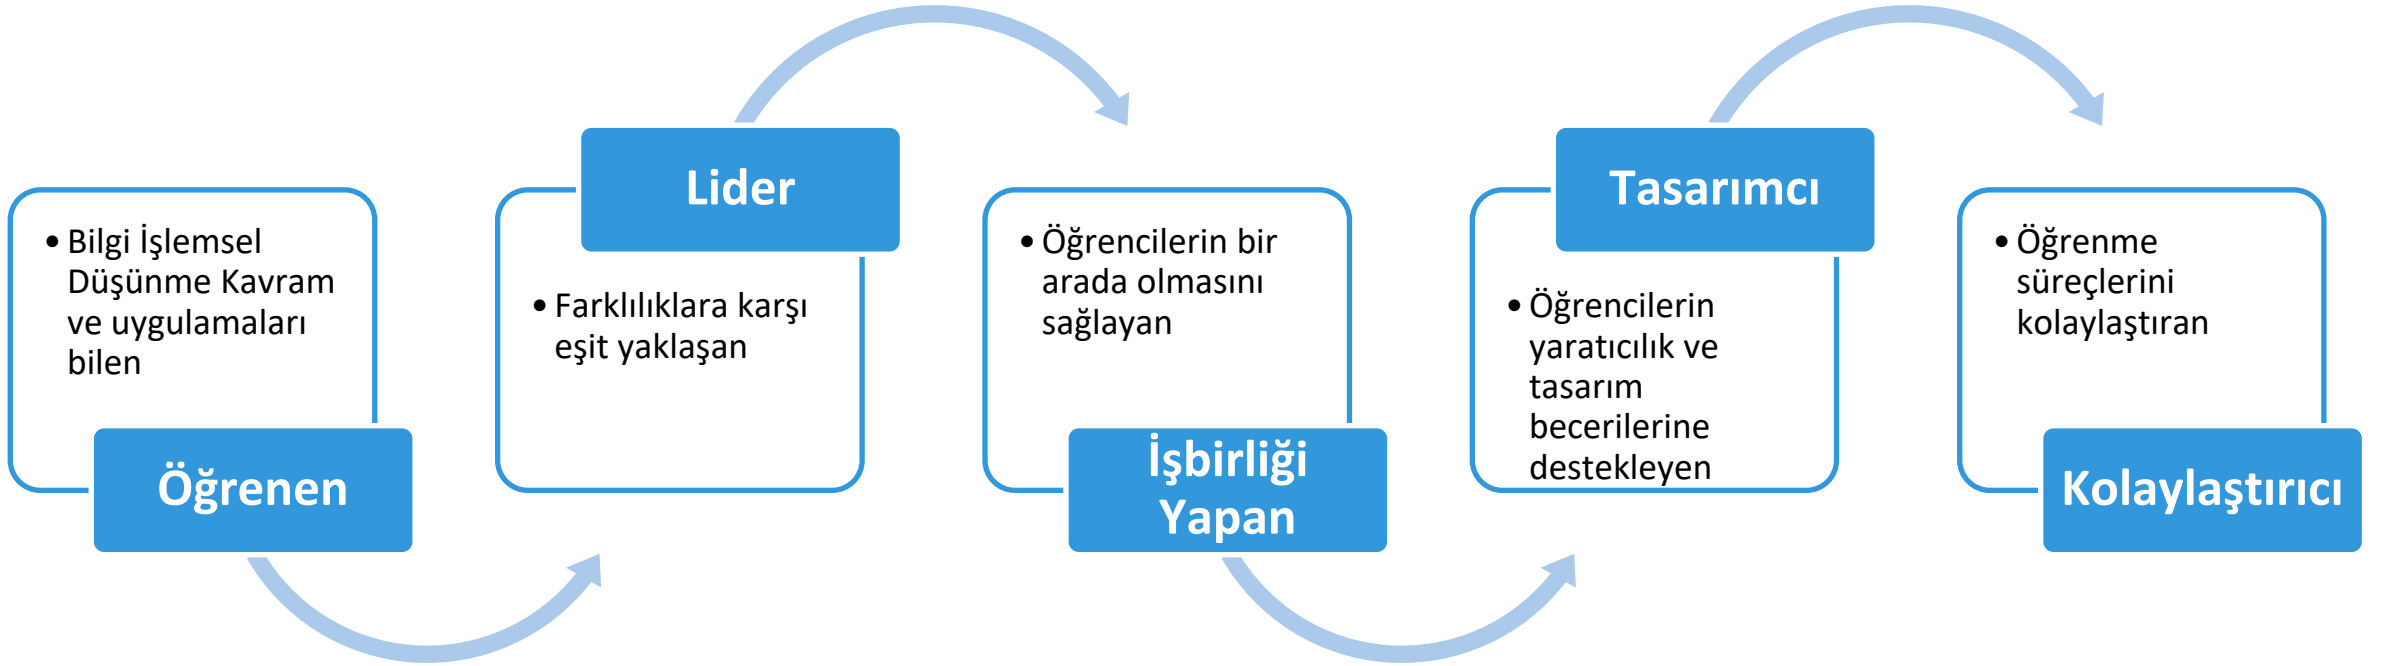 • Bilgi İşlemsel
Düşünme Kavram
ve uygulamaları
bilen
Öğrenen
Lider
• Farklılıklara karşı
eşit yaklaşan
• Öğrencilerin bir
arada olmasını
sağlayan
İşbirliği
Yapan
Tasarımcı
• Öğrencilerin
yaratıcılık ve
tasarım
becerilerine
destekleyen
• Öğrenme
süreçlerini
kolaylaştıran
Kolaylaştırıcı